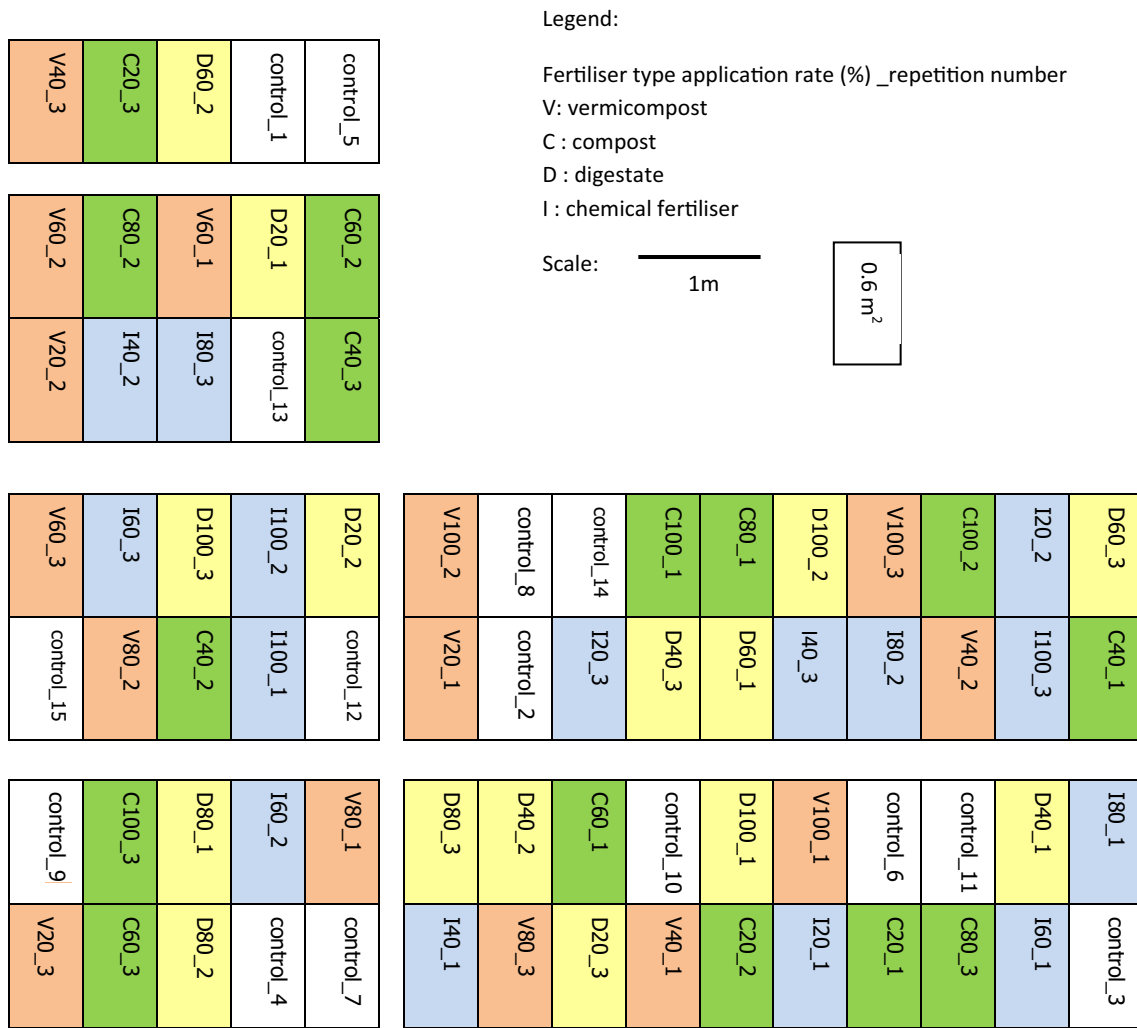 Legend:
Fertiliser type application rate (%) _repetition number
V: vermicompost
C : compost
D : digestate
I : chemical fertiliser
Scale:
1m
0.6 m²
V40_3
C20_3
D60_2
control_1
control_5
V60_2
C80_2
V60_1
D20_1
C60_2
V20_2
I40_2
I80_3
control_13
C40_3
V60_3
I60_3
D100_3
I100_2
D20_2
control_15
V80_2
C40_2
I100_1
control_12
V100_2
control_8
control_14
C100_1
C80_1
D100_2
V100_3
C100_2
I20_2
D60_3
V20_1
control_2
I20_3
D40_3
D60_1
I40_3
I80_2
V40_2
I100_3
C40_1
control_9
C100_3
D80_1
I60_2
V80_1
V20_3
C60_3
D80_2
control_4
control_7
D80_3
D40_2
C60_1
control_10
D100_1
V100_1
control_6
control_11
D40_1
I80_1
I40_1
V80_3
D20_3
V40_1
C20_2
I20_1
C20_1
C80_3
I60_1
control_3